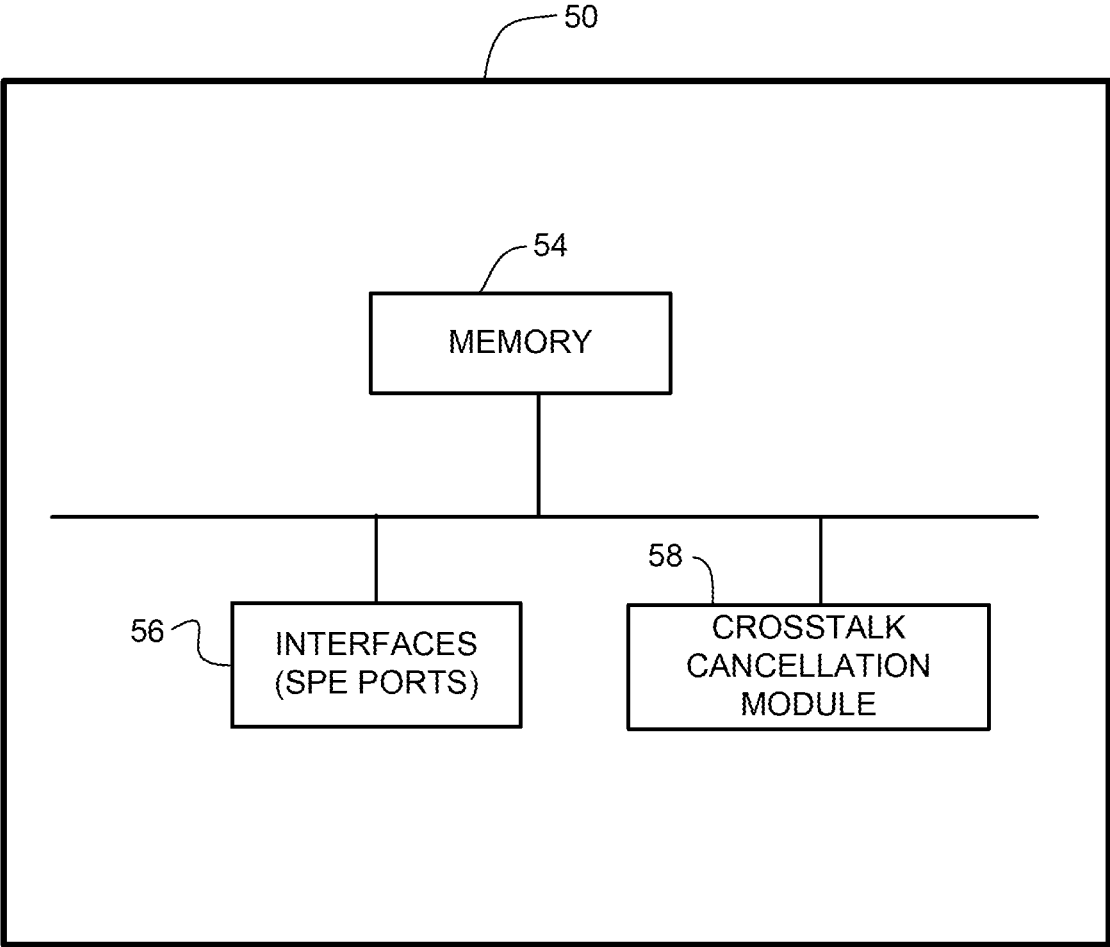 50
54
MEMORY
58
56
INTERFACES
(SPE PORTS)
CROSSTALK
CANCELLATION
MODULE